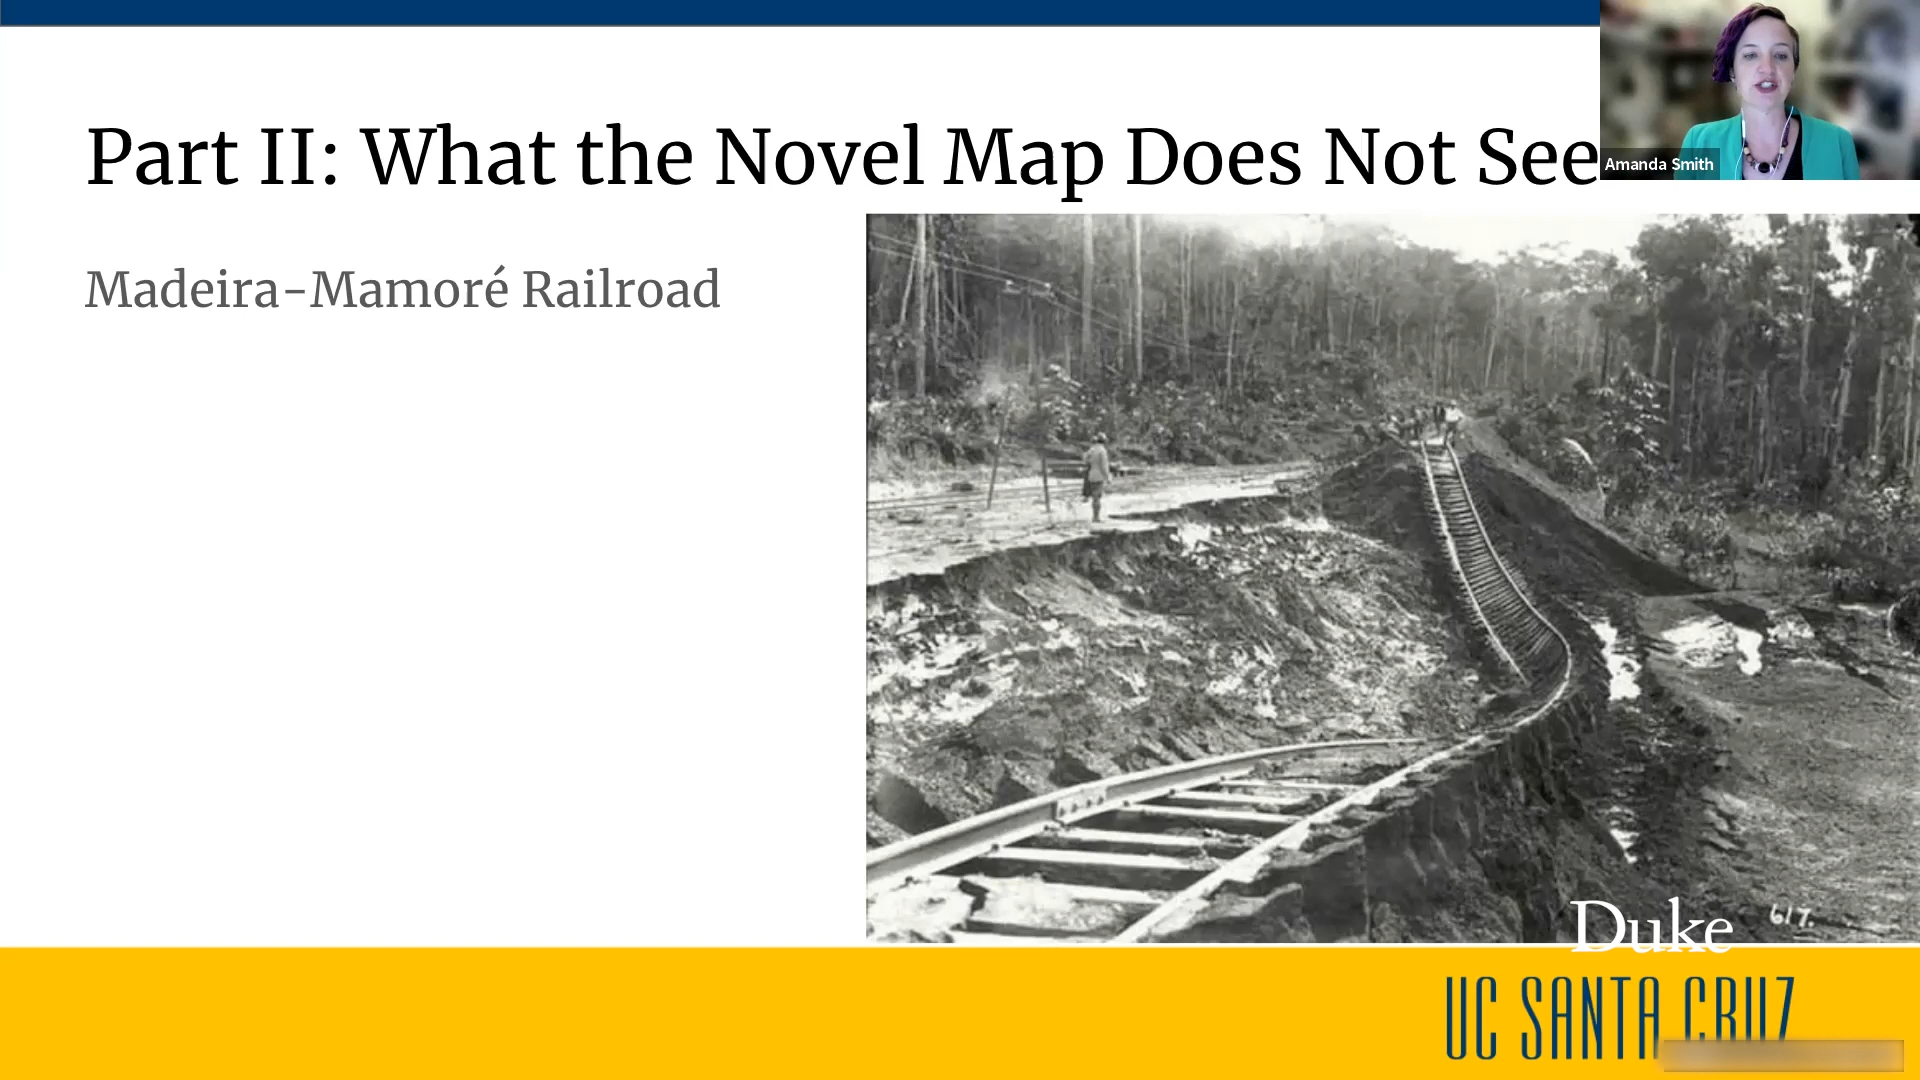 Part II: What the Novel Map Does Not See
Amanda Smith
Madeira-Mamoré Railroad
617.
Duke
UC SANTA CRUZ